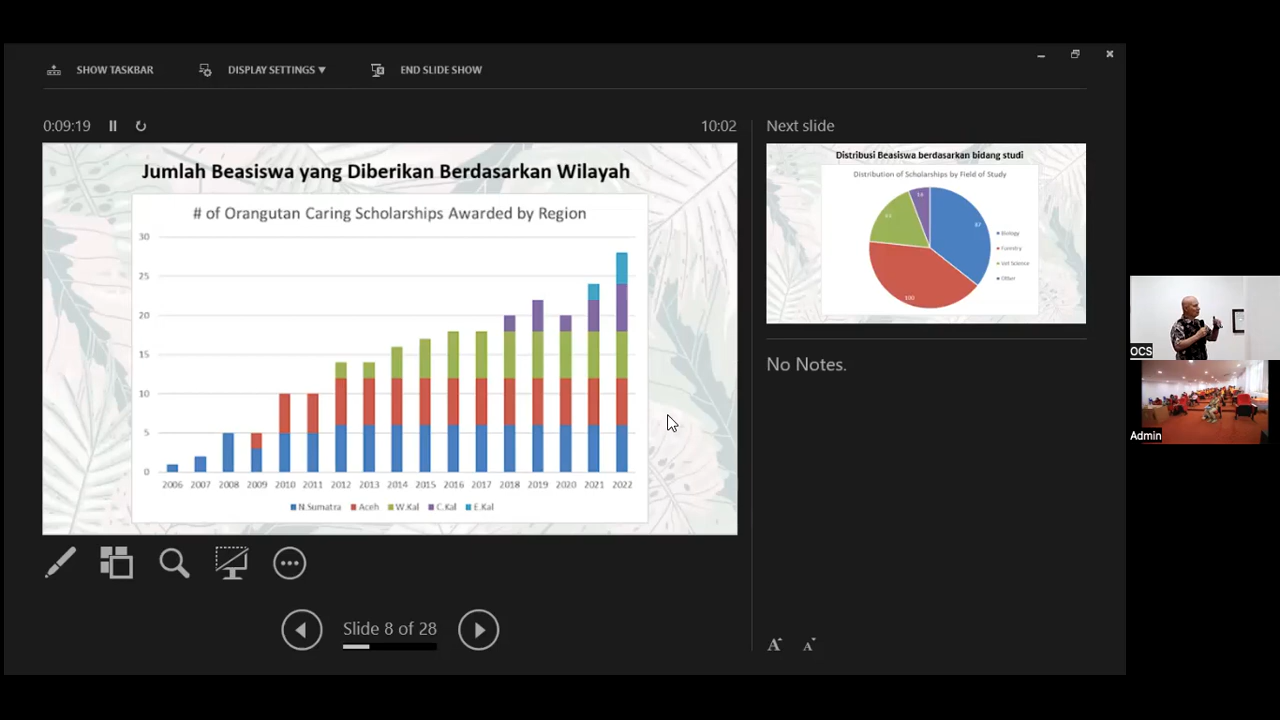 SHOW TASKBAR
DISPLAY SETTINGS ▼
END SLIDE SHOW
0:09:19
10:02
Jumlah Beasiswa yang Diberikan Berdasarkan Wilayah
# of Orangutan Caring Scholarships Awarded by Region
30
25
20
15
10
5
0
2006 2007 2008 2009 2010 2011 2012 2013 2014 2015 2016 2017 2018 2019 2020 2021 2022
N.Sumatra Aceh W.Kal C.Kal E.Kal
Slide 8 of 28
Next slide
Distribusi Beasiswa berdasarkan bidang studi
Distribution of Scholarships by Field of Study
87
100
Biology
Forestry
Vet Science
Other
No Notes.
A A
OCS
Admin